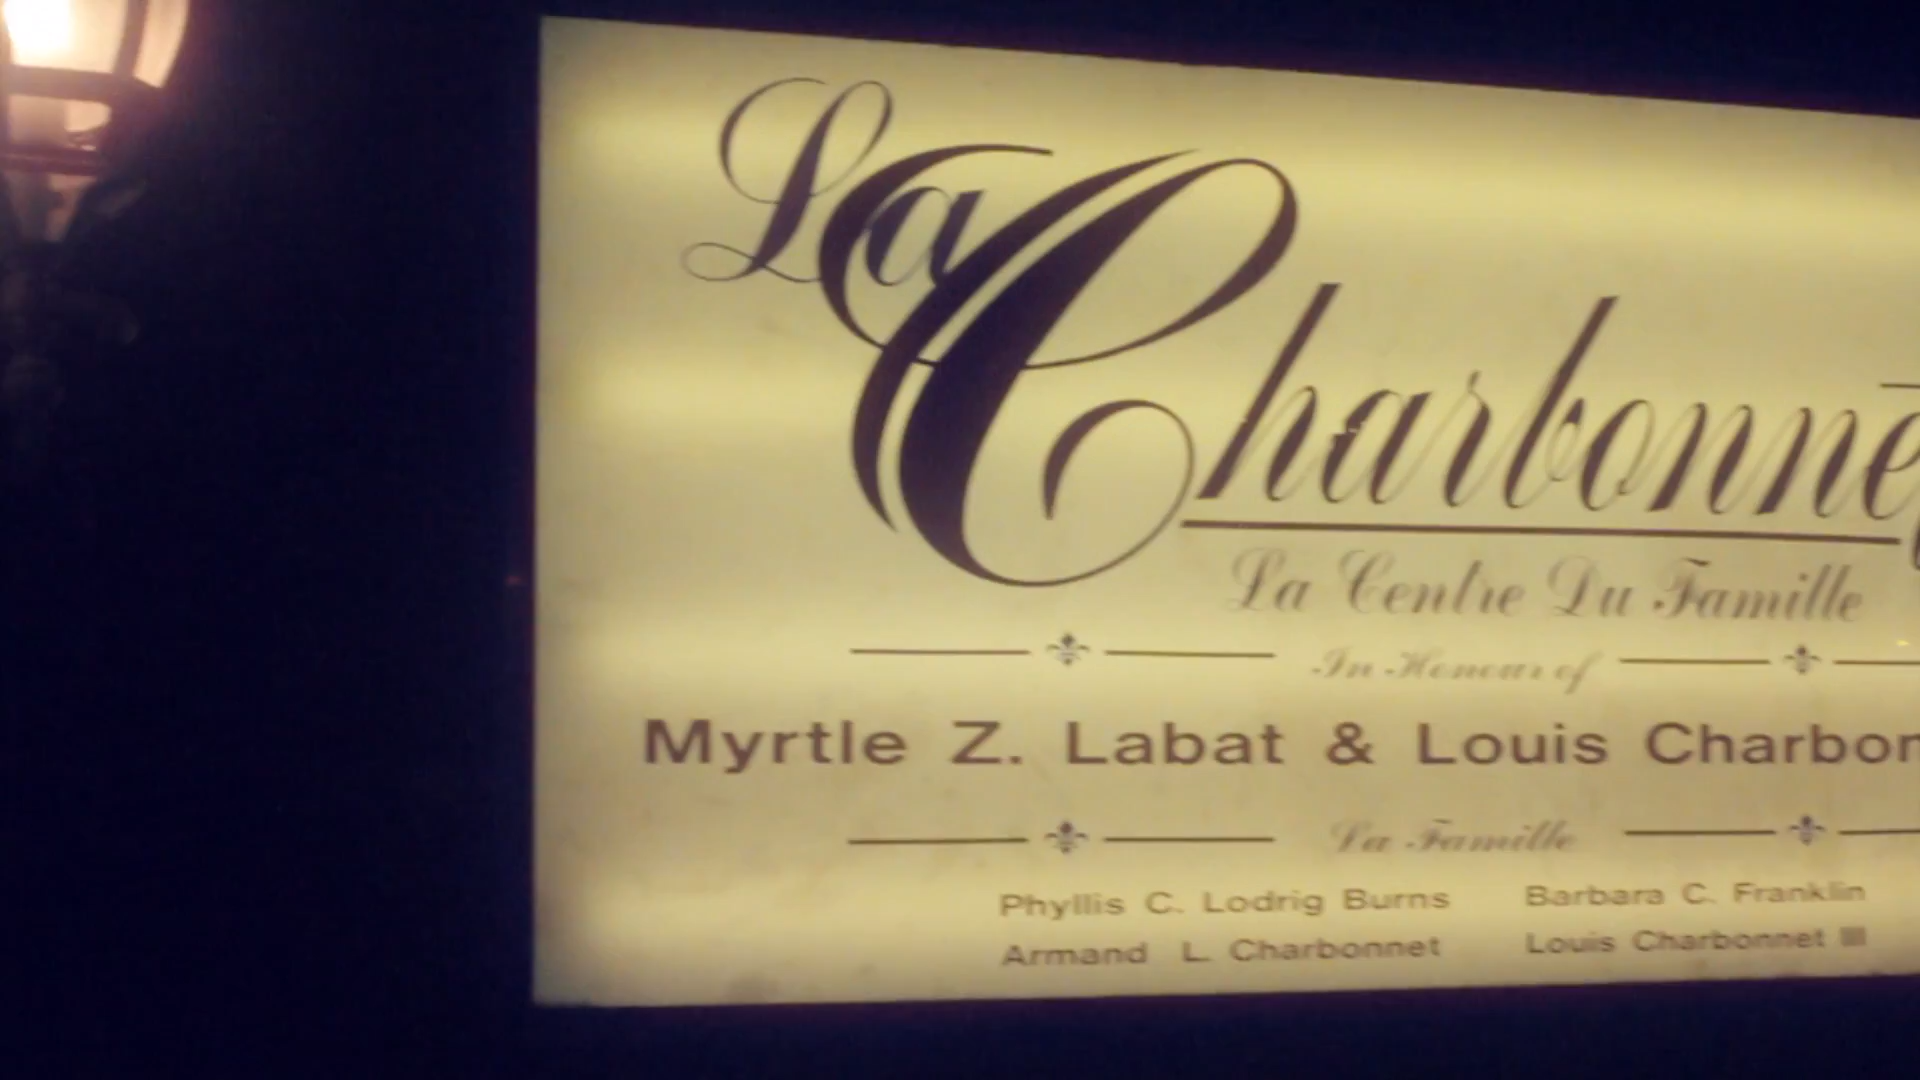 La Charbonne
La Centre Du Famille
In Honour of
Myrtle Z. Labat & Louis Charbon
La Famille
Phyllis C. Lodrig Burns Barbara C. Franklin
Armand L. Charbonnet Louis Charbonnet III